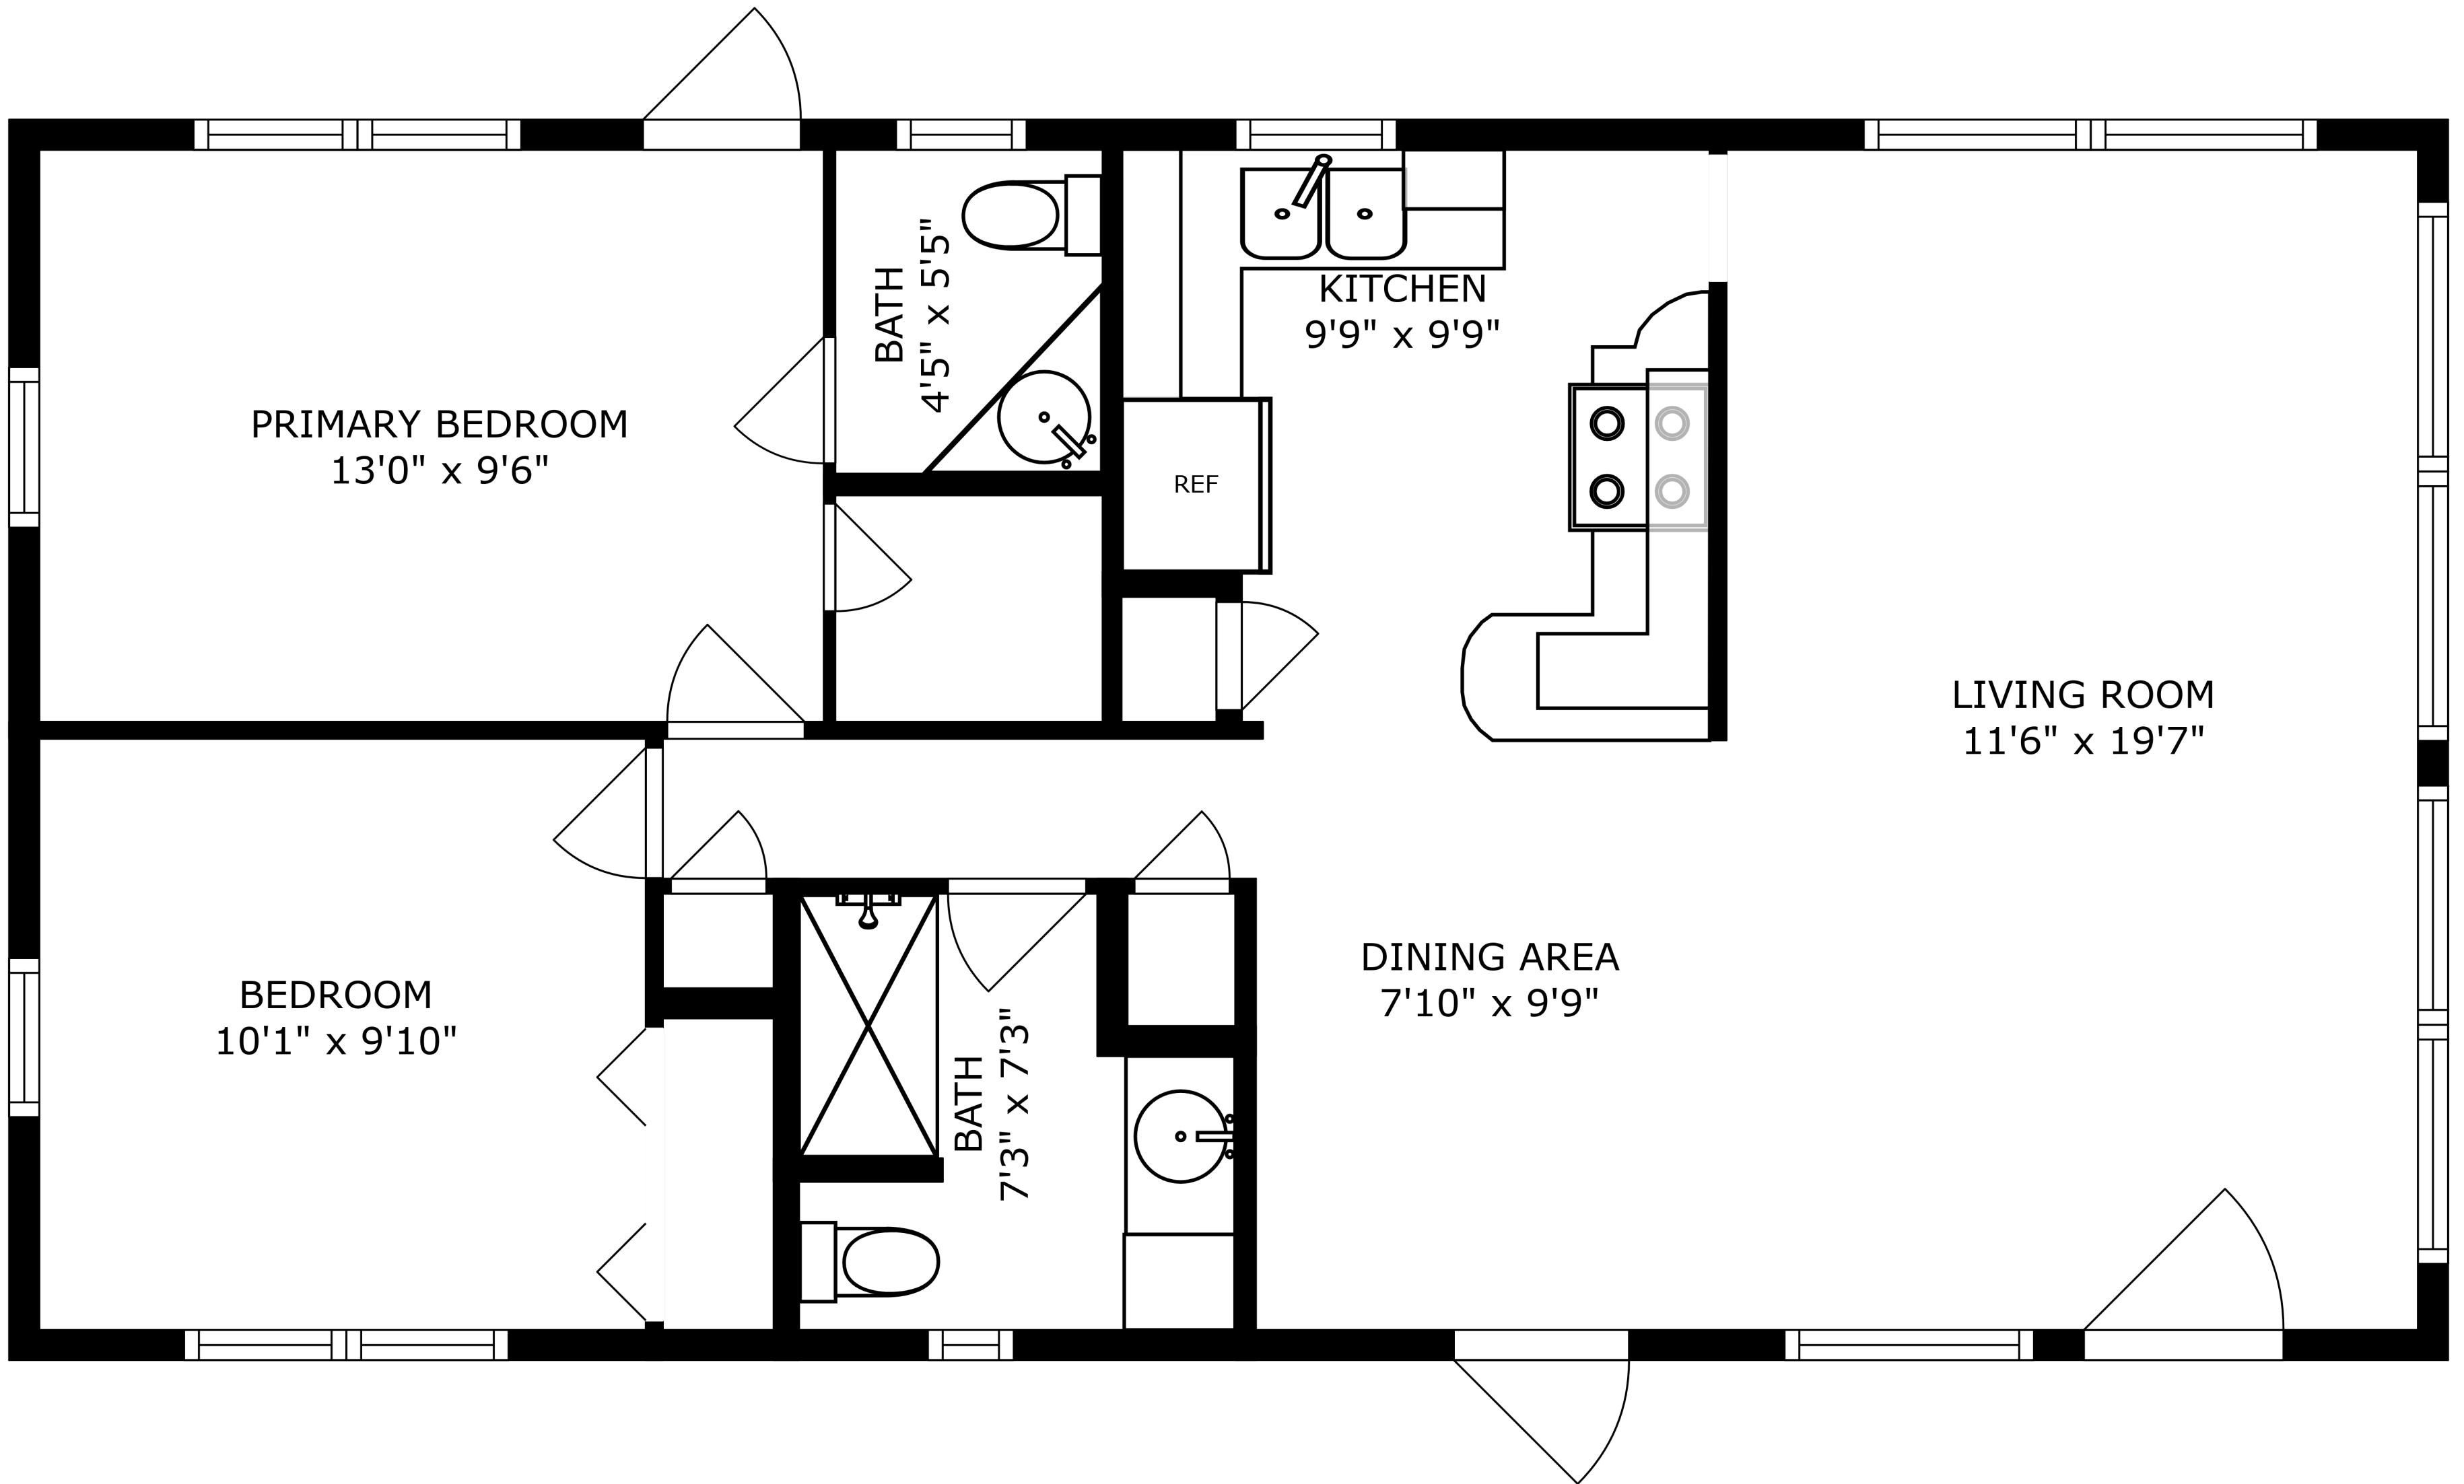 BATH
4'5" x 5'5"
KITCHEN
9'9" x 9'9"
PRIMARY BEDROOM
13'0" x 9'6"
REF
LIVING ROOM
11'6" x 19'7"
DINING AREA
7'10" x 9'9"
BEDROOM
10'1" x 9'10"
BATH
7'3" x 7'3"